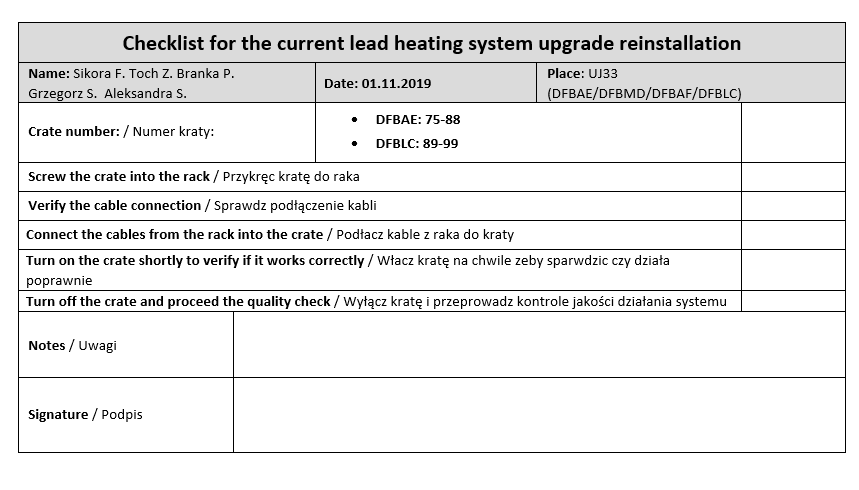 Checklist for the current lead heating system upgrade reinstallation
Name: Sikora F. Toch Z. Branka P.
Grzegorz S.  Aleksandra S.
Date: 01.11.2019
Place: UJ33
(DFBAE/DFBMD/DFBAF/DFBLC)
Crate number: / Numer kraty:
• DFBAE: 75-88
• DFBLC: 89-99
Screw the crate into the rack / Przykręc kratę do raka
Verify the cable connection / Sprawdz podłączenie kabli
Connect the cables from the rack into the crate / Podłacz kable z raka do kraty
Turn on the crate shortly to verify if it works correctly / Włacz kratę na chwile zeby sparwdzic czy działa
poprawnie
Turn off the crate and proceed the quality check / Wyłącz kratę i przeprowadz kontrole jakości działania systemu
Notes / Uwagi
Signature / Podpis